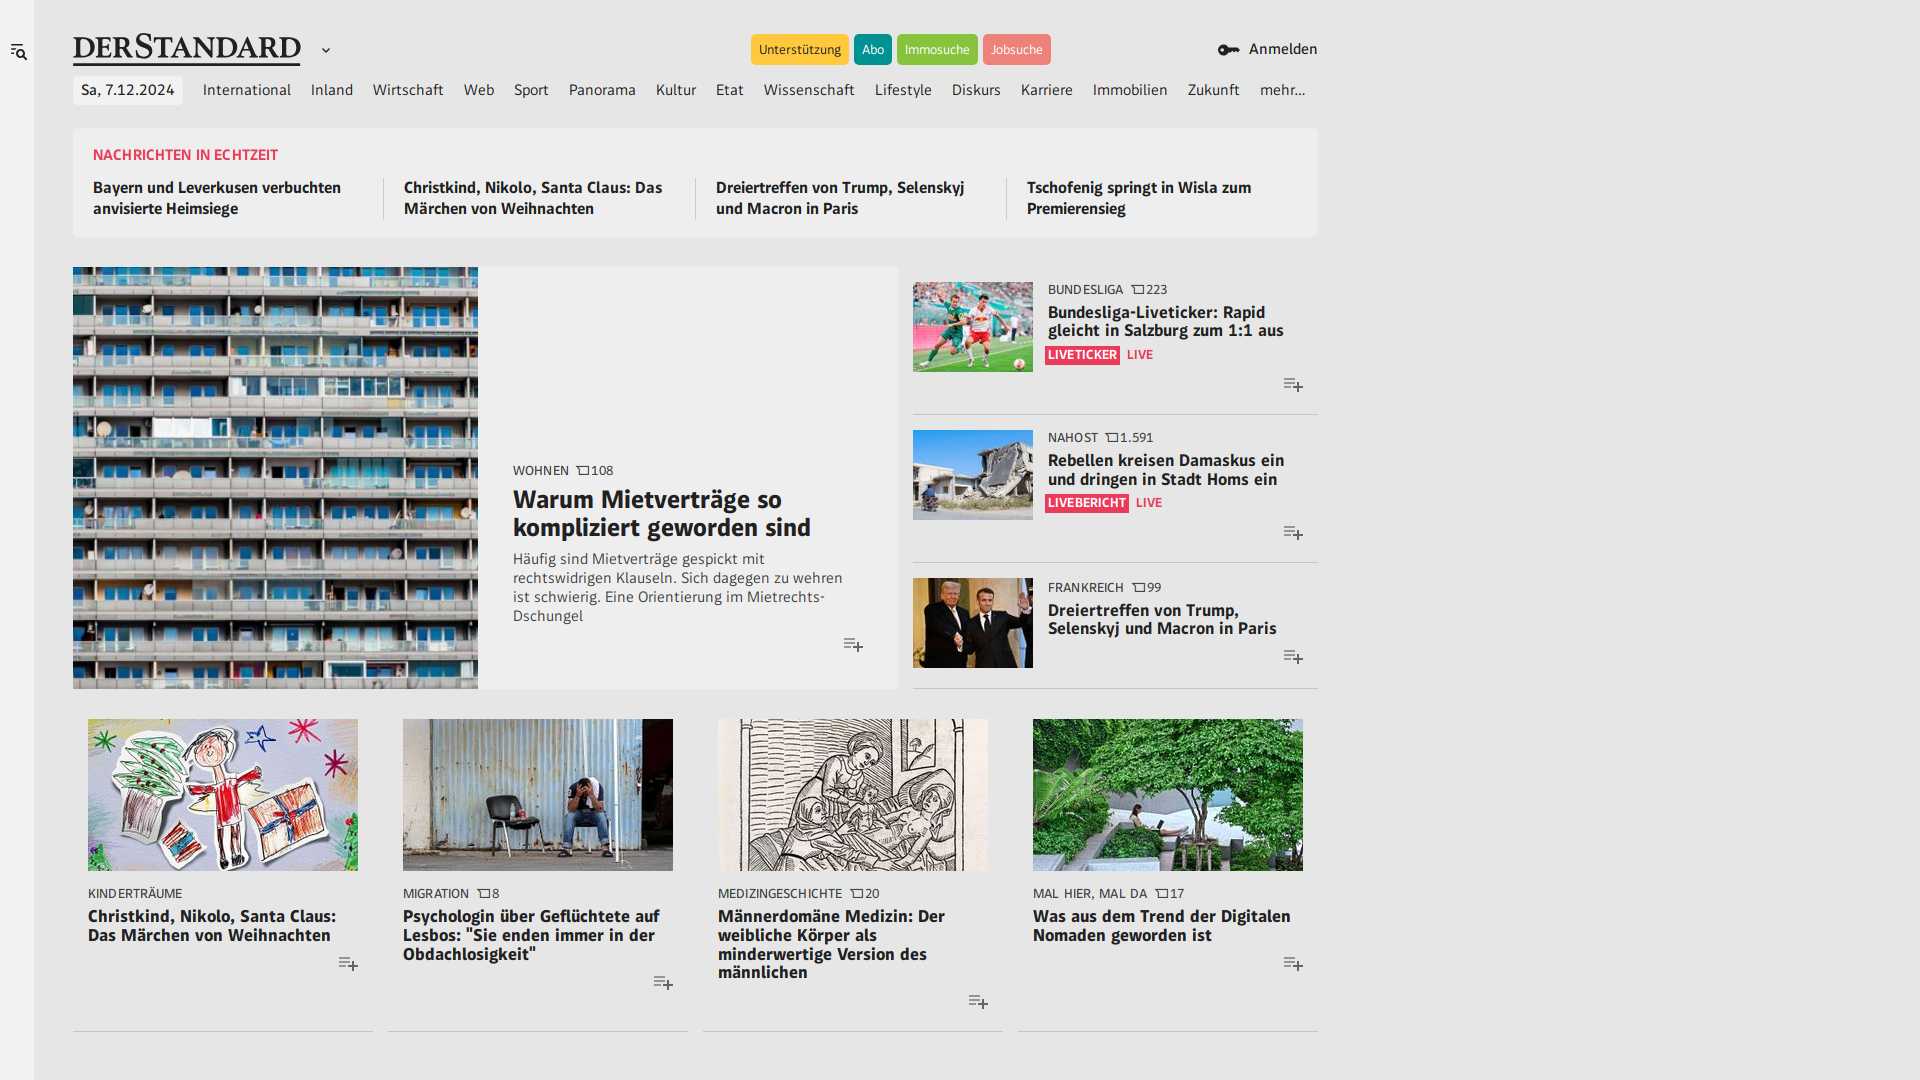 DERSTANDARD
Unterstützung
Abo
Immosuche
Jobsuche
Anmelden
Sa, 7.12.2024
International
Inland
Wirtschaft
Web
Sport
Panorama
Kultur
Etat
Wissenschaft
Lifestyle
Diskurs
Karriere
Immobilien
Zukunft
mehr...
NACHRICHTEN IN ECHTZEIT
Bayern und Leverkusen verbuchten
anvisierte Heimsiege
Christkind, Nikolo, Santa Claus: Das
Märchen von Weihnachten
Dreiertreffen von Trump, Selenskyj
und Macron in Paris
Tschofenig springt in Wisla zum
Premierensieg
WOHNEN 108
Warum Mietverträge so
kompliziert geworden sind
Häufig sind Mietverträge gespickt mit
rechtswidrigen Klauseln. Sich dagegen zu wehren
ist schwierig. Eine Orientierung im Mietrechts-
Dschungel
BUNDESLIGA 223
Bundesliga-Liveticker: Rapid
gleicht in Salzburg zum 1:1 aus
LIVETICKER LIVE
NAHOST 1.591
Rebellen kreisen Damaskus ein
und dringen in Stadt Homs ein
LIVEBERICHT LIVE
FRANKREICH 99
Dreiertreffen von Trump,
Selenskyj und Macron in Paris
KINDERTRÄUME
Christkind, Nikolo, Santa Claus:
Das Märchen von Weihnachten
MIGRATION 8
Psychologin über Geflüchtete auf
Lesbos: "Sie enden immer in der
Obdachlosigkeit"
MEDIZINGESCHICHTE 20
Männerdomäne Medizin: Der
weibliche Körper als
minderwertige Version des
männlichen
MAL HIER, MAL DA 17
Was aus dem Trend der Digitalen
Nomaden geworden ist